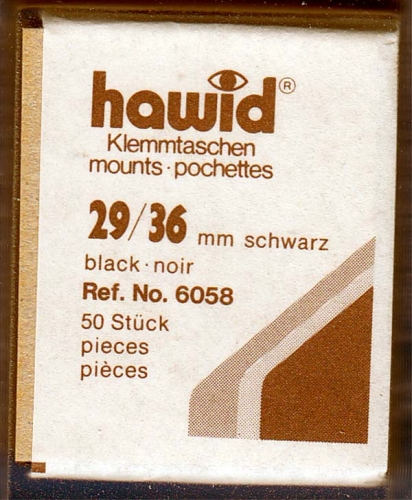 hawid®
Klemmtaschen
mounts · pochettes
29/36 mm schwarz
black · noir
Ref. No. 6058
50 Stück
pieces
pièces